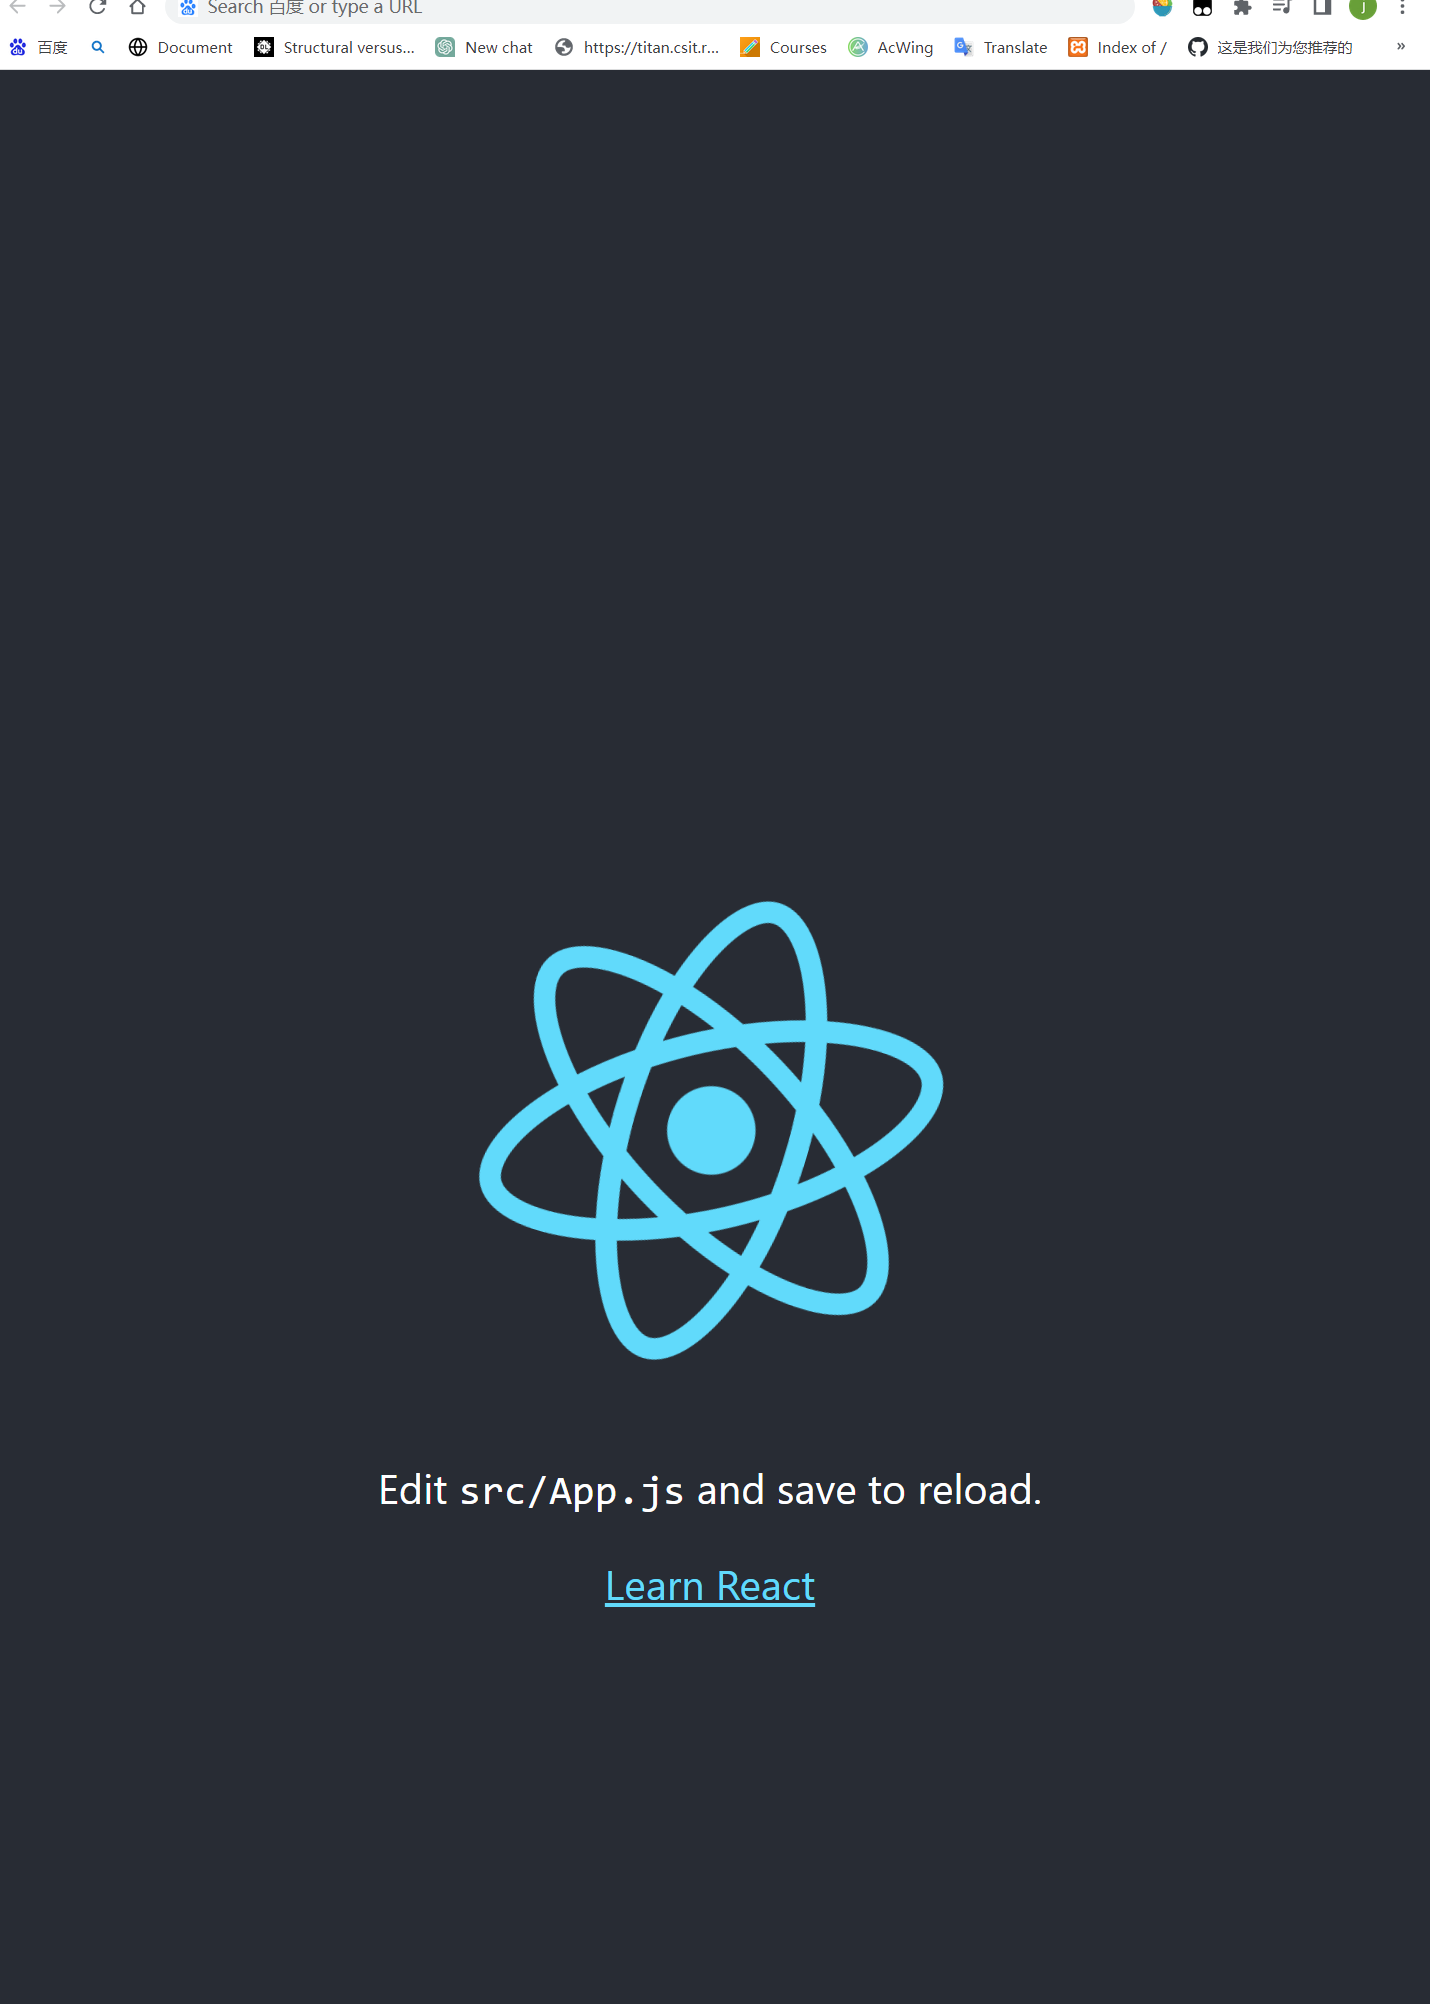 Search 百度 or type a URL
J
百度 Document Structural versus... New chat https://titan.csit.r... Courses AcWing Translate Index of / 这是我们为您推荐的 »
Edit src/App.js and save to reload.
Learn React